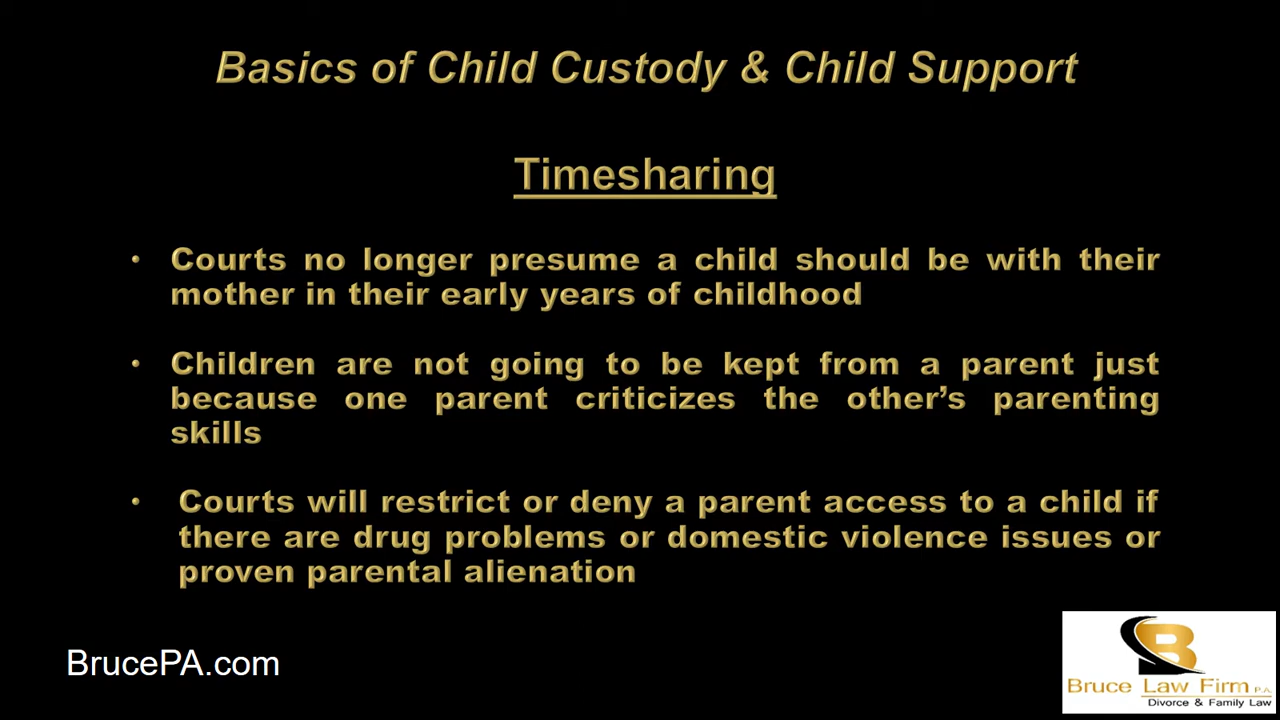 Basics of Child Custody & Child Support
Timesharing
• Courts no longer presume a child should be with their
mother in their early years of childhood
• Children are not going to be kept from a parent just
because one parent criticizes the other’s parenting
skills
• Courts will restrict or deny a parent access to a child if
there are drug problems or domestic violence issues or
proven parental alienation
BrucePA.com
B
Bruce Law Firm P.A.
Divorce & Family Law